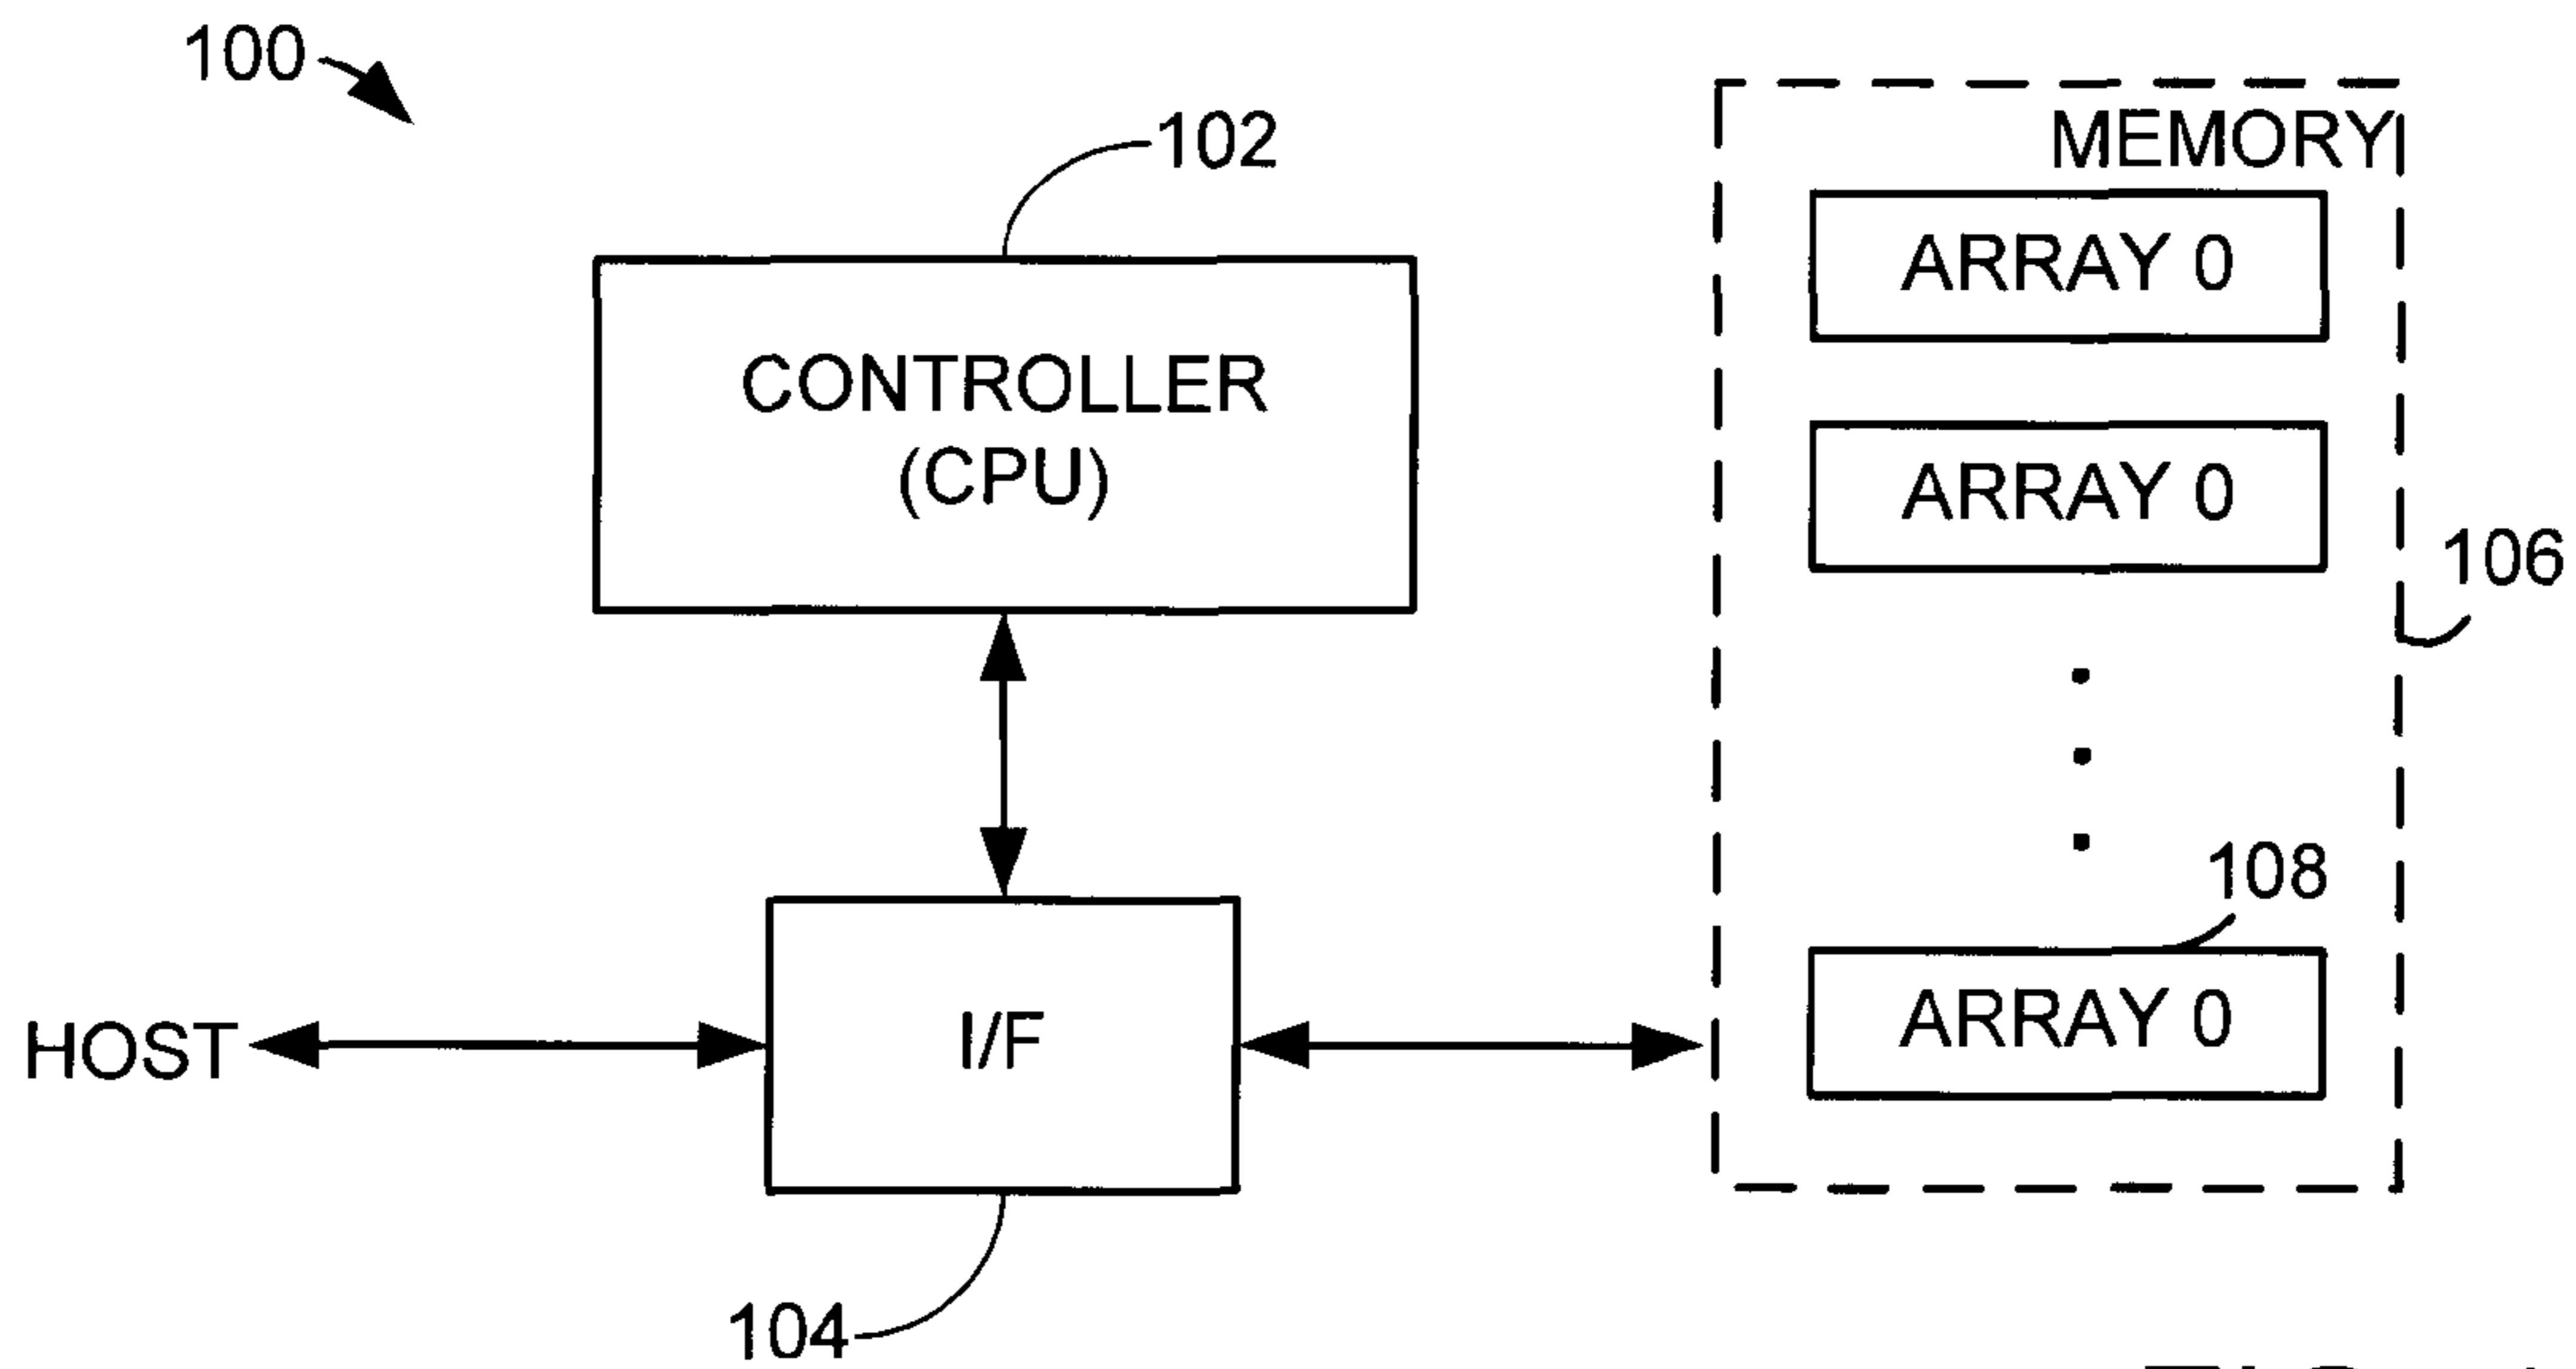 100
102
MEMORY
ARRAY 0
CONTROLLER
(CPU)
ARRAY 0
106
108
ARRAY 0
I/F
HOST
104